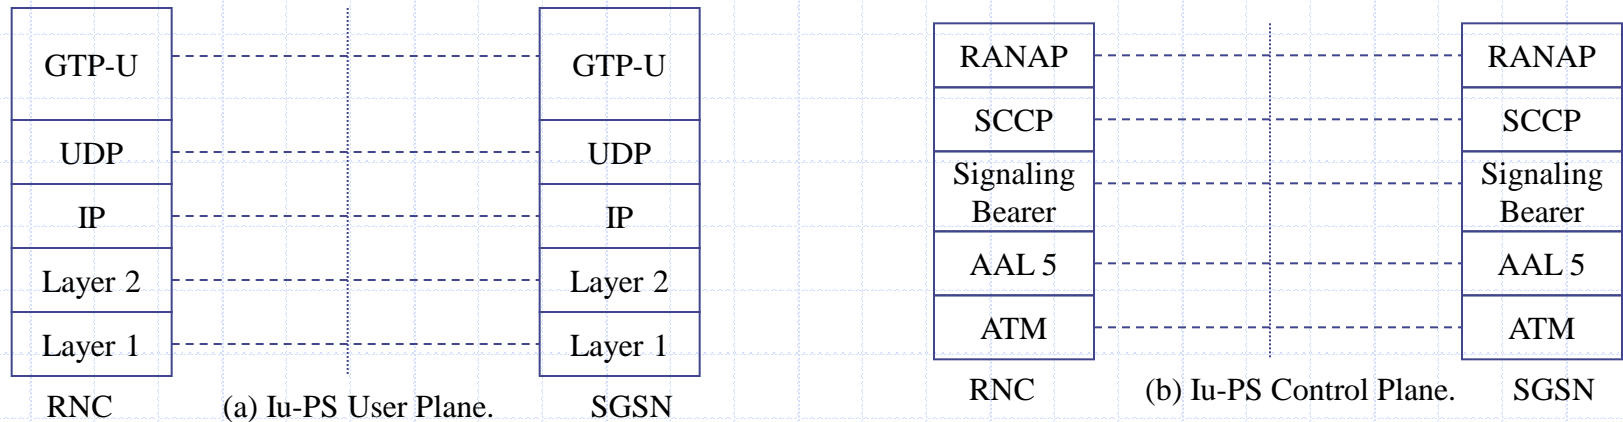 GTP-U
UDP
IP
Layer 2
Layer 1
RNC
GTP-U
UDP
IP
Layer 2
Layer 1
SGSN
(a) Iu-PS User Plane.
RANAP
SCCP
Signaling
Bearer
AAL 5
ATM
RNC
RANAP
SCCP
Signaling
Bearer
AAL 5
ATM
SGSN
(b) Iu-PS Control Plane.